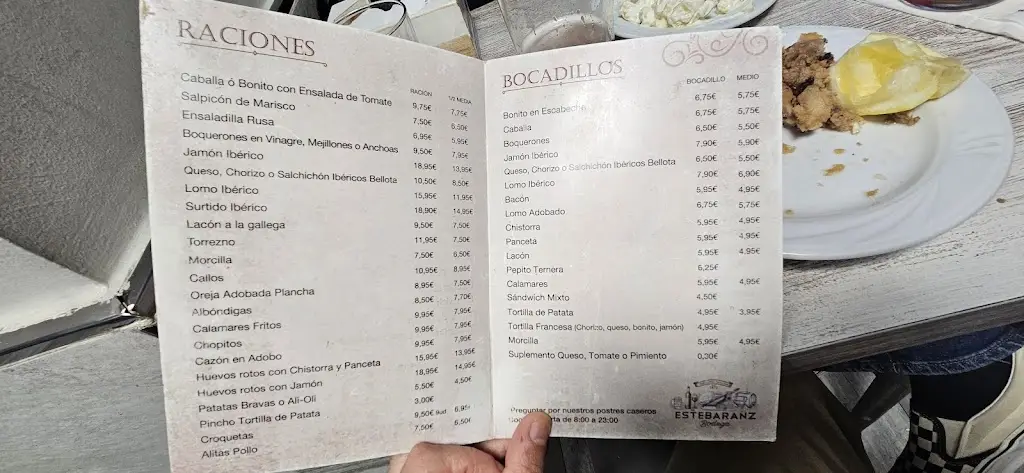 RACIONES
RACIÓN 1/2 MEDIA
Caballa ó Bonito con Ensalada de Tomate 9,75€ 7,75€
Salpicón de Marisco 7,50€ 6,50€
Ensaladilla Rusa 6,95€ 5,95€
Boquerones en Vinagre, Mejillones o Anchoas 9,50€ 7,95€
Jamón Ibérico 18,95€ 13,95€
Queso, Chorizo o Salchichón Ibéricos Bellota 10,50€ 8,50€
Lomo Ibérico 15,95€ 11,95€
Surtido Ibérico 18,90€ 14,95€
Lacón a la gallega 9,50€ 7,50€
Torrezno 11,95€ 7,50€
Morcilla 7,50€ 6,50€
Callos 10,95€ 8,95€
Oreja Adobada Plancha 8,95€ 7,50€
Albóndigas 8,50€ 7,70€
Calamares Fritos 9,95€ 7,95€
Chopitos 9,95€ 7,95€
Cazón en Adobo 9,95€ 7,95€
Huevos rotos con Chistorra y Panceta 15,95€ 13,95€
Huevos rotos con Jamón 18,95€ 14,95€
Patatas Bravas o Ali-Oli 5,50€ 4,50€
Pincho Tortilla de Patata 3,00€
Croquetas 9,50€ 8ud 6,95€
Alitas Pollo 7,50€ 6,50€
BOCADILLOS
BOCADILLO MEDIO
Bonito en Escabeche 6,75€ 5,75€
Caballa 6,75€ 5,75€
Boquerones 6,50€ 5,50€
Jamón Ibérico 7,90€ 5,90€
Queso, Chorizo o Salchichón Ibéricos Bellota 6,50€ 5,50€
Lomo Ibérico 7,90€ 6,90€
Bacón 5,95€ 4,95€
Lomo Adobado 6,75€ 5,75€
Chistorra 5,95€ 4,95€
Panceta 5,95€ 4,95€
Lacón 5,95€ 4,95€
Pepito Ternera 6,25€
Calamares 5,95€ 4,95€
Sándwich Mixto 4,50€
Tortilla de Patata 4,95€ 3,95€
Tortilla Francesa (Chorizo, queso, bonito, jamón) 4,95€
Morcilla 5,95€ 4,95€
Suplemento Queso, Tomate o Pimiento 0,30€
Preguntar por nuestros postres caseros
de 8:00 a 23:00
ESTEBARANZ
Bodega